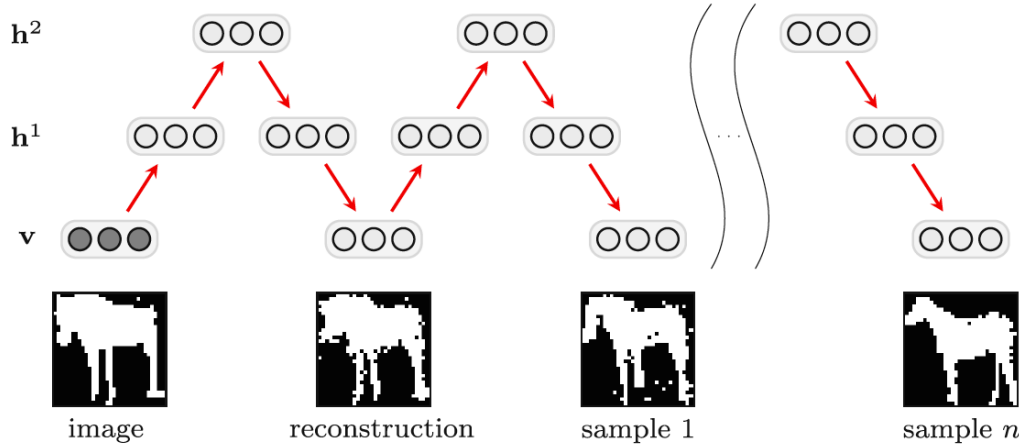 h²
h¹
. . .
v
image reconstruction sample 1 sample n